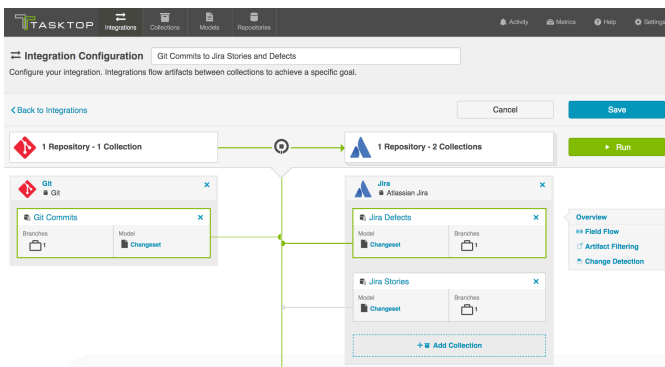 TASKTOP
Integrations
Collections
Models
Repositories
Activity
Metrics
Help
Settings
Integration Configuration
Git Commits to Jira Stories and Defects
Configure your integration. Integrations flow artifacts between collections to achieve a specific goal.
Back to Integrations
Cancel
Save
1 Repository - 1 Collection
1 Repository - 2 Collections
Run
Git
Git
Git Commits
Branches
Model
1
Changeset
Jira
Atlassian Jira
Jira Defects
Model
Branches
Changeset
1
Jira Stories
Model
Branches
Changeset
1
+ Add Collection
Overview
Field Flow
Artifact Filtering
Change Detection